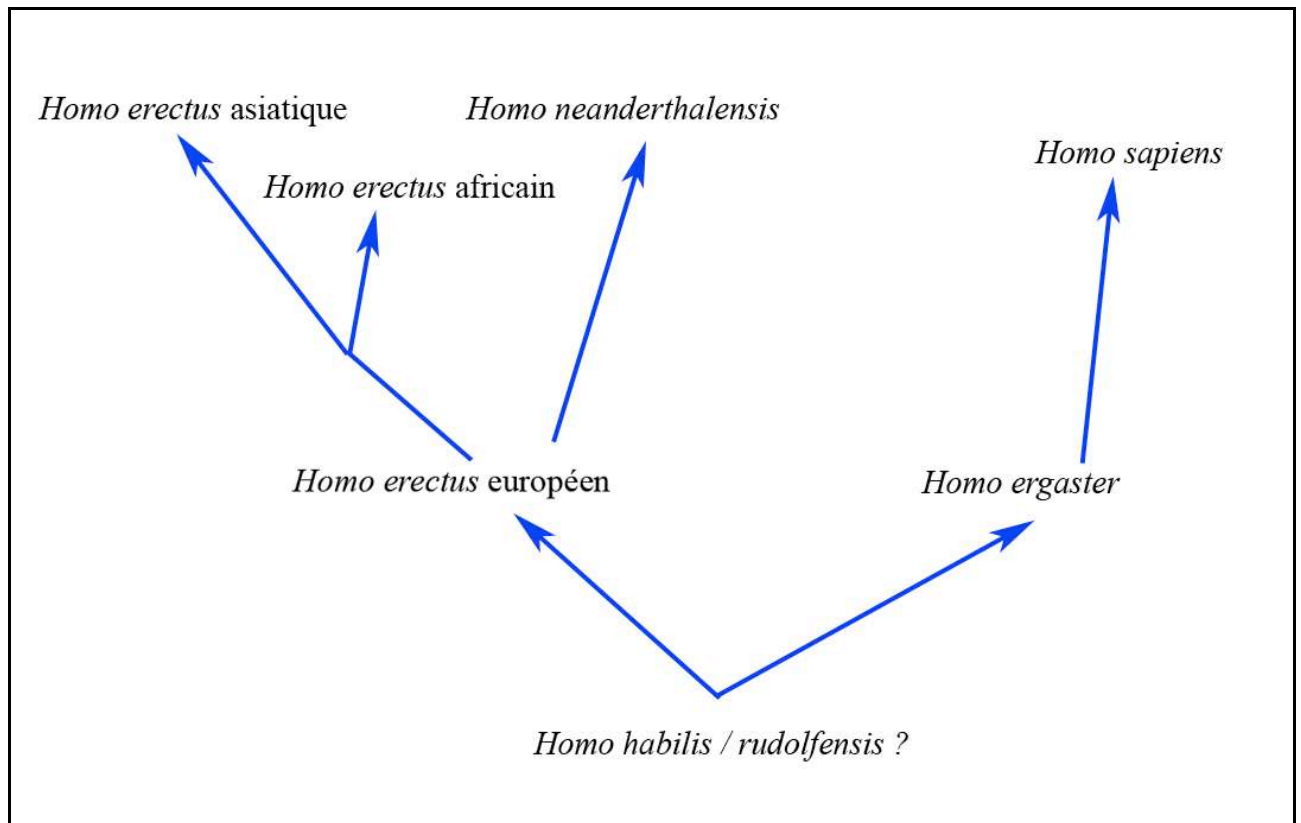 Homo erectus asiatique
Homo neanderthalensis
Homo sapiens
Homo erectus africain
Homo erectus européen
Homo ergaster
Homo habilis / rudolfensis ?